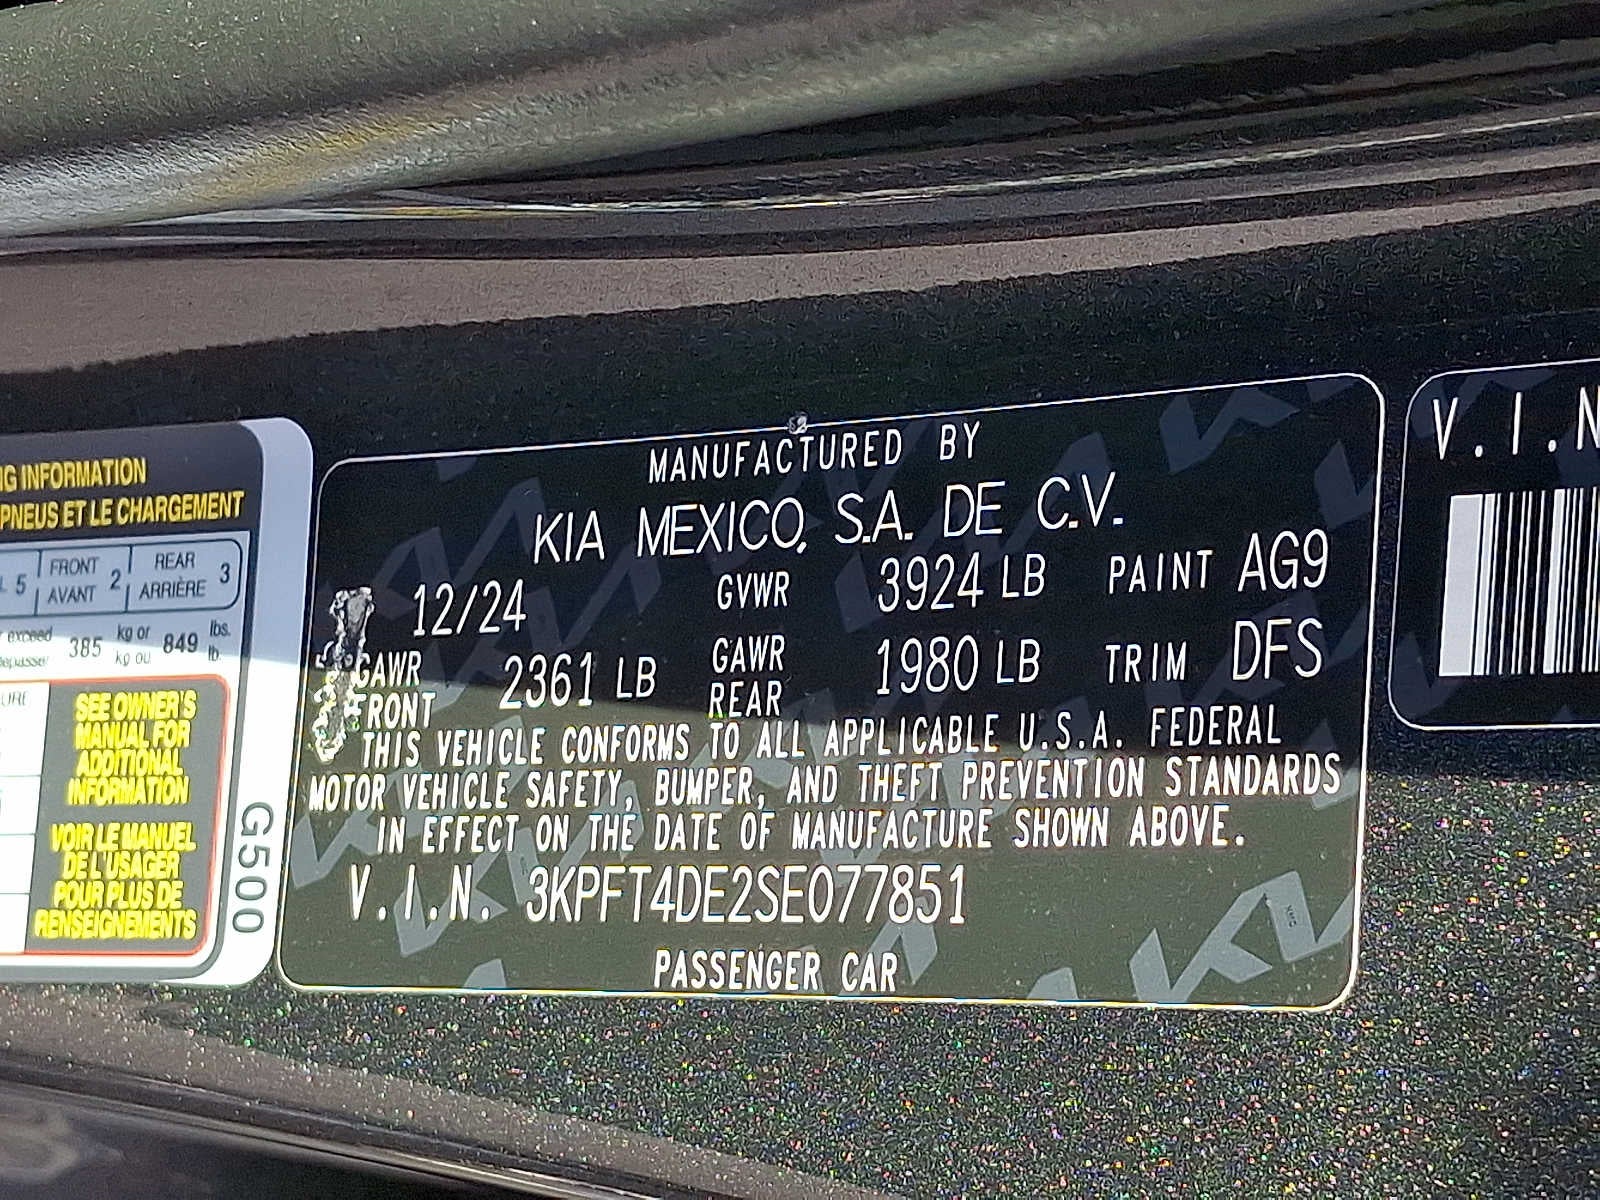 NG INFORMATION
PNEUS ET LE CHARGEMENT
5 FRONT AVANT 2 REAR ARRIÈRE 3
exceed 385 kg or kg ou 849 lbs. lb.
SEE OWNER'S
MANUAL FOR
ADDITIONAL
INFORMATION
VOIR LE MANUEL
DE L'USAGER
POUR PLUS DE
RENSEIGNEMENTS
G500
MANUFACTURED BY
KIA MEXICO, S.A. DE C.V.
12/24 GVWR 3924 LB PAINT AG9
GAWR FRONT 2361 LB GAWR REAR 1980 LB TRIM DFS
THIS VEHICLE CONFORMS TO ALL APPLICABLE U.S.A. FEDERAL
MOTOR VEHICLE SAFETY, BUMPER, AND THEFT PREVENTION STANDARDS
IN EFFECT ON THE DATE OF MANUFACTURE SHOWN ABOVE.
V.I.N. 3KPFT4DE2SE077851
PASSENGER CAR
V.I.N